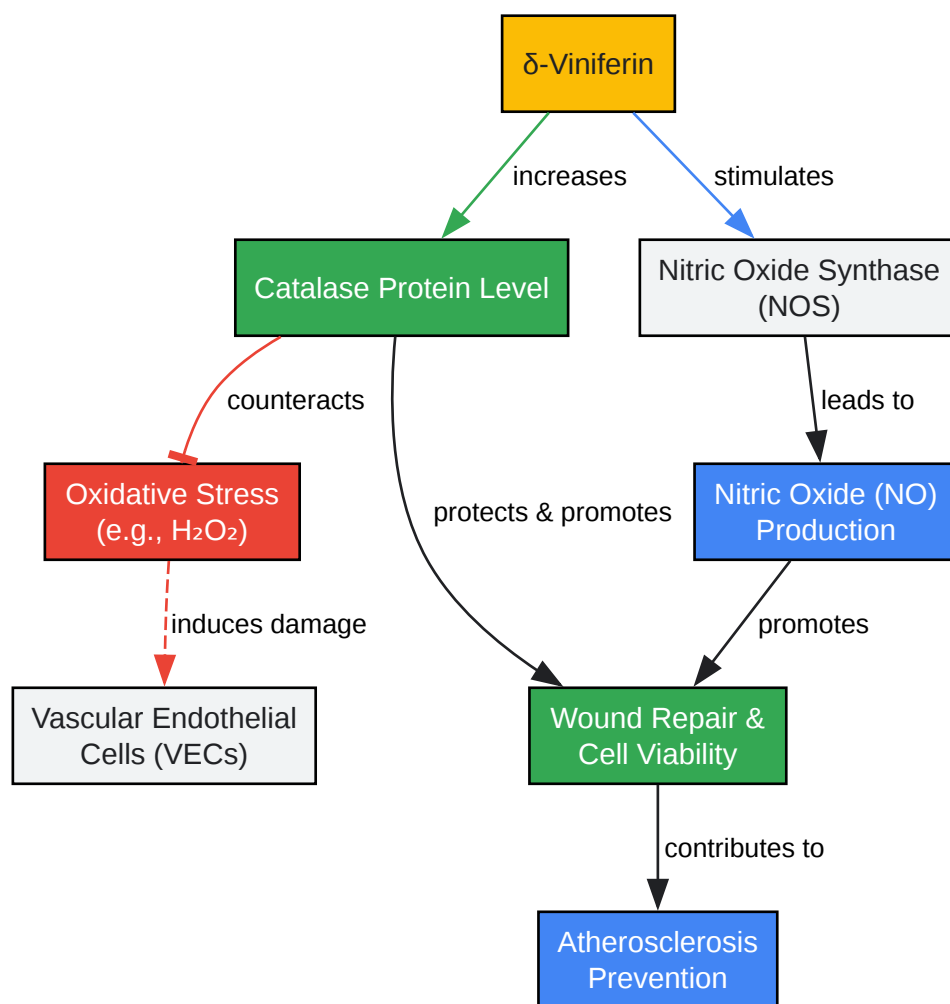 δ-Viniferin
increases
stimulates
Catalase Protein Level
Nitric Oxide Synthase
(NOS)
counteracts
leads to
Oxidative Stress
(e.g., H₂O₂)
protects & promotes
Nitric Oxide (NO)
Production
induces damage
promotes
Vascular Endothelial
Cells (VECs)
Wound Repair &
Cell Viability
contributes to
Atherosclerosis
Prevention